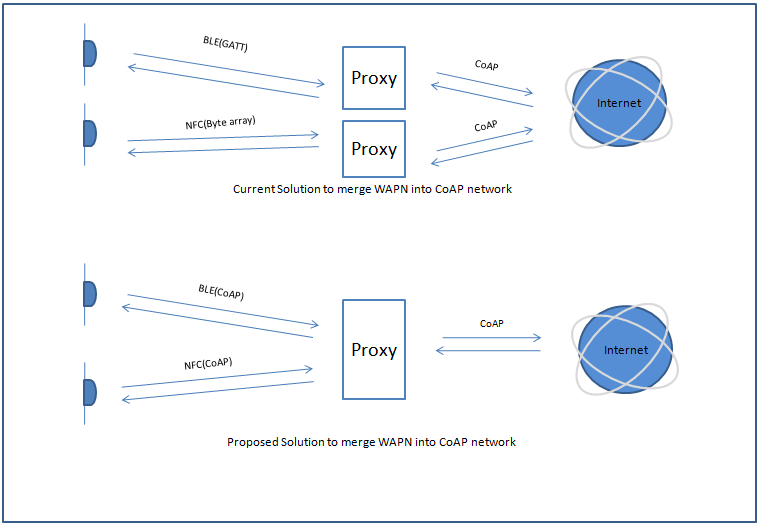 BLE(GATT)
Proxy
CoAP
Internet
NFC(Byte array)
Proxy
CoAP
Current Solution to merge WAPN into CoAP network
BLE(CoAP)
Proxy
CoAP
Internet
NFC(CoAP)
Proposed Solution to merge WAPN into CoAP network